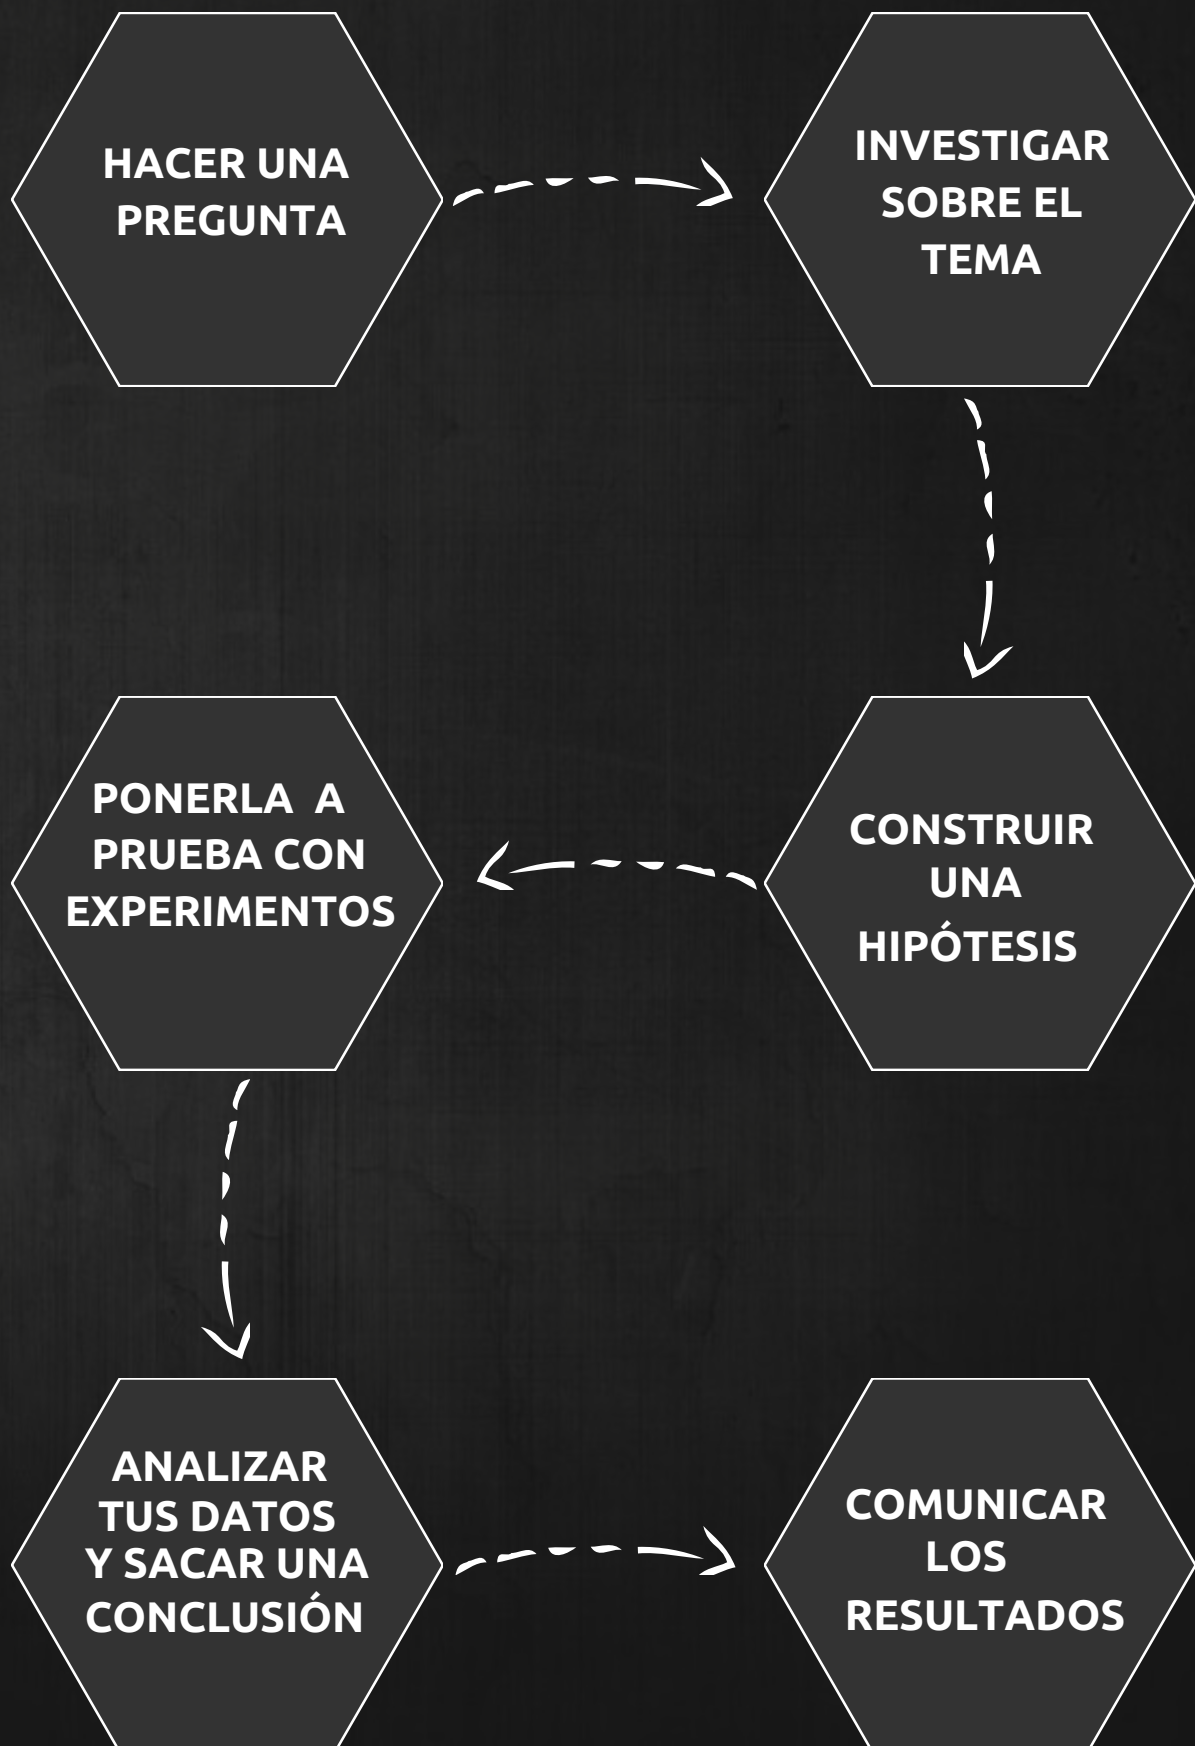 HACER UNA
PREGUNTA
INVESTIGAR
SOBRE EL
TEMA
CONSTRUIR
UNA
HIPÓTESIS
PONERLA A
PRUEBA CON
EXPERIMENTOS
ANALIZAR
TUS DATOS
Y SACAR UNA
CONCLUSIÓN
COMUNICAR
LOS
RESULTADOS